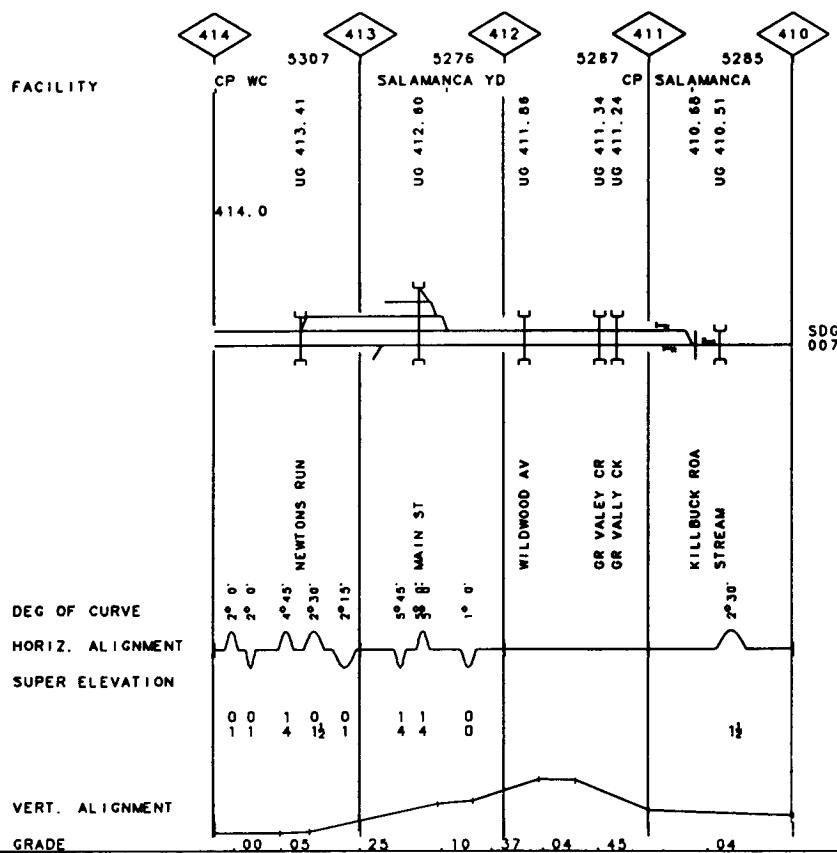 414 413 412 411 410
5307 5276 5267 5285
FACILITY CP WC SALAMANCA YD CP SALAMANCA
UG 413.41
UG 412.60
UG 411.86
UG 411.34
UG 411.24
410.68
UG 410.51
414.0
SDG
007
NEWTONS RUN
MAIN ST
WILDWOOD AV
GR VALEY CR
GR VALLY CK
KILLBUCK ROA
STREAM
DEG OF CURVE 2° 0' 2° 0' 4° 45' 2° 30' 2° 15' 5° 45' 1° 0' 2° 30'
HORIZ. ALIGNMENT
SUPER ELEVATION
0 0 1 0 0 1 1 0
1 1 4 1½ 1 4 4 0 1½
VERT. ALIGNMENT
GRADE .00 .05 .25 .10 .37 .04 .45 .04